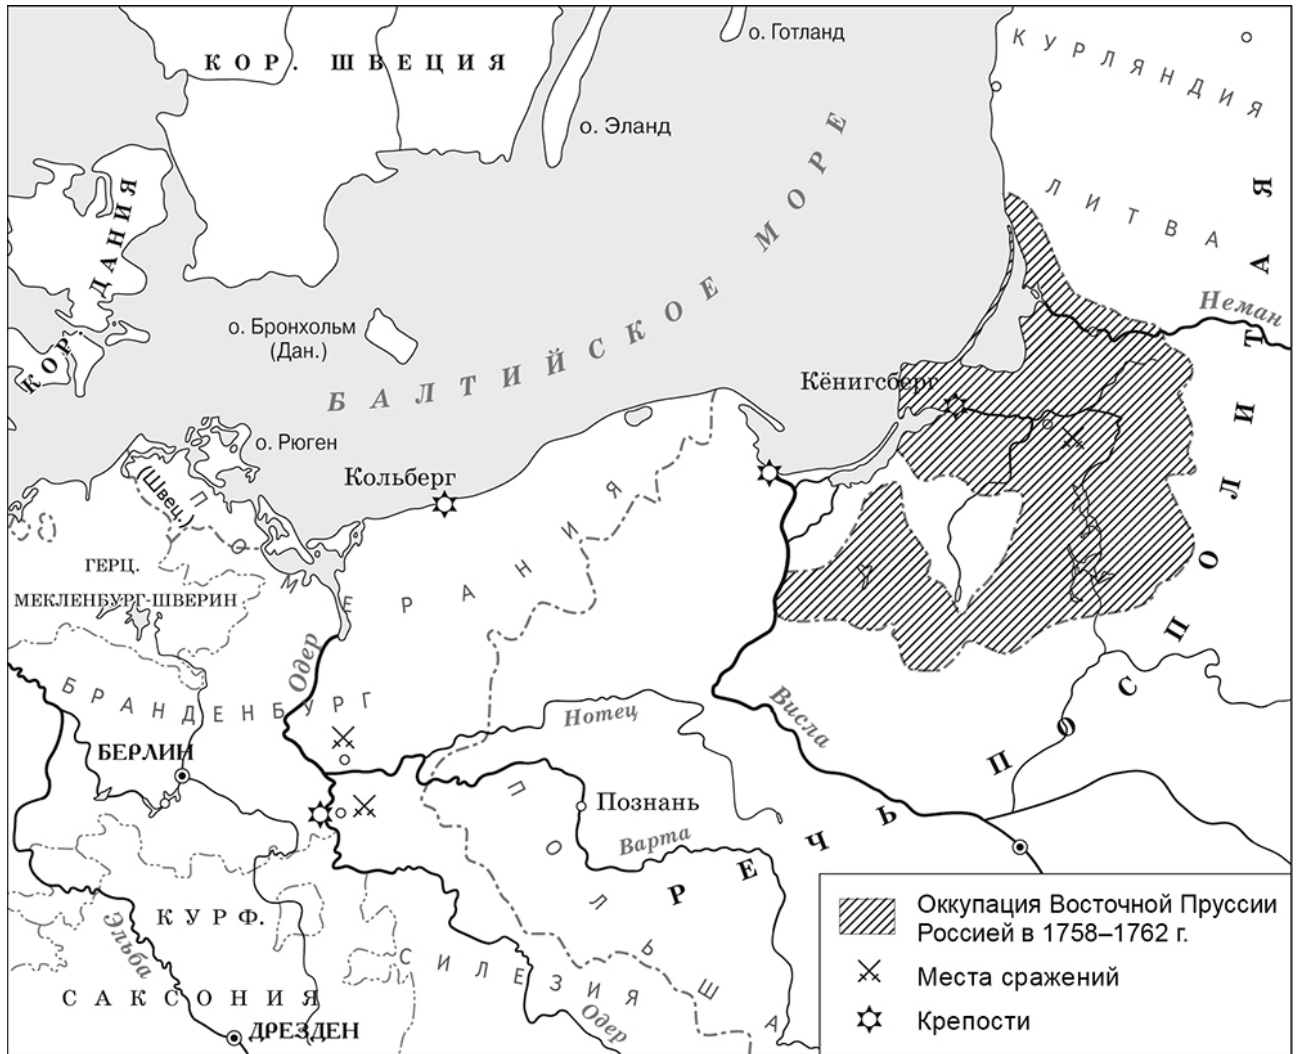 КОР. ШВЕЦИЯ
о. Готланд
КУРЛЯНДИЯ
о. Эланд
ЛИТВА
БАЛТИЙСКОЕ МОРЕ
КОР. ДАНИЯ
Неман
о. Бронхольм
(Дан.)
Кёнигсберг
о. Рюген
Кольберг
(Швец.)
ПОМЕРАНИЯ
ГЕРЦ.
МЕКЛЕНБУРГ-ШВЕРИН
Одер
БРАНДЕНБУРГ
БЕРЛИН
Нотец
Висла
Познань
Варта
ПОЛЬША
РЕЧЬ ПОСПОЛИТАЯ
КУРФ.
САКСОНИЯ
Эльба
СИЛЕЗИЯ
Одер
ДРЕЗДЕН
Оккупация Восточной Пруссии
Россией в 1758–1762 г.
Места сражений
Крепости